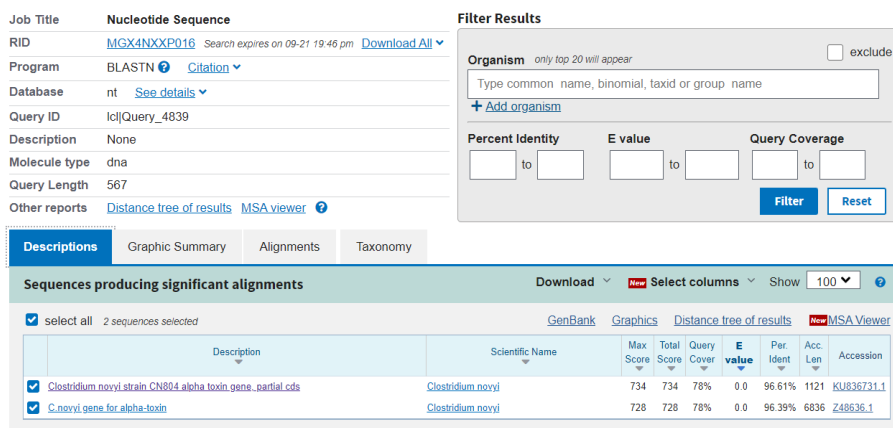 Job Title Nucleotide Sequence
RID MGX4NXXP016 Search expires on 09-21 19:46 pm Download All
Program BLASTN ? Citation
Database nt See details
Query ID lcl|Query_4839
Description None
Molecule type dna
Query Length 567
Other reports Distance tree of results MSA viewer ?
Filter Results
Organism only top 20 will appear exclude
Type common name, binomial, taxid or group name
+ Add organism
Percent Identity E value Query Coverage
to to to
Filter Reset
Descriptions Graphic Summary Alignments Taxonomy
Sequences producing significant alignments Download New Select columns Show 100 ?
select all 2 sequences selected GenBank Graphics Distance tree of results New MSA Viewer
Description Scientific Name Max Score Total Score Query Cover E value Per. Ident Acc. Len Accession
Clostridium novyi strain CN804 alpha toxin gene, partial cds Clostridium novyi 734 734 78% 0.0 96.61% 1121 KU836731.1
C.novyi gene for alpha-toxin Clostridium novyi 728 728 78% 0.0 96.39% 6836 Z48636.1